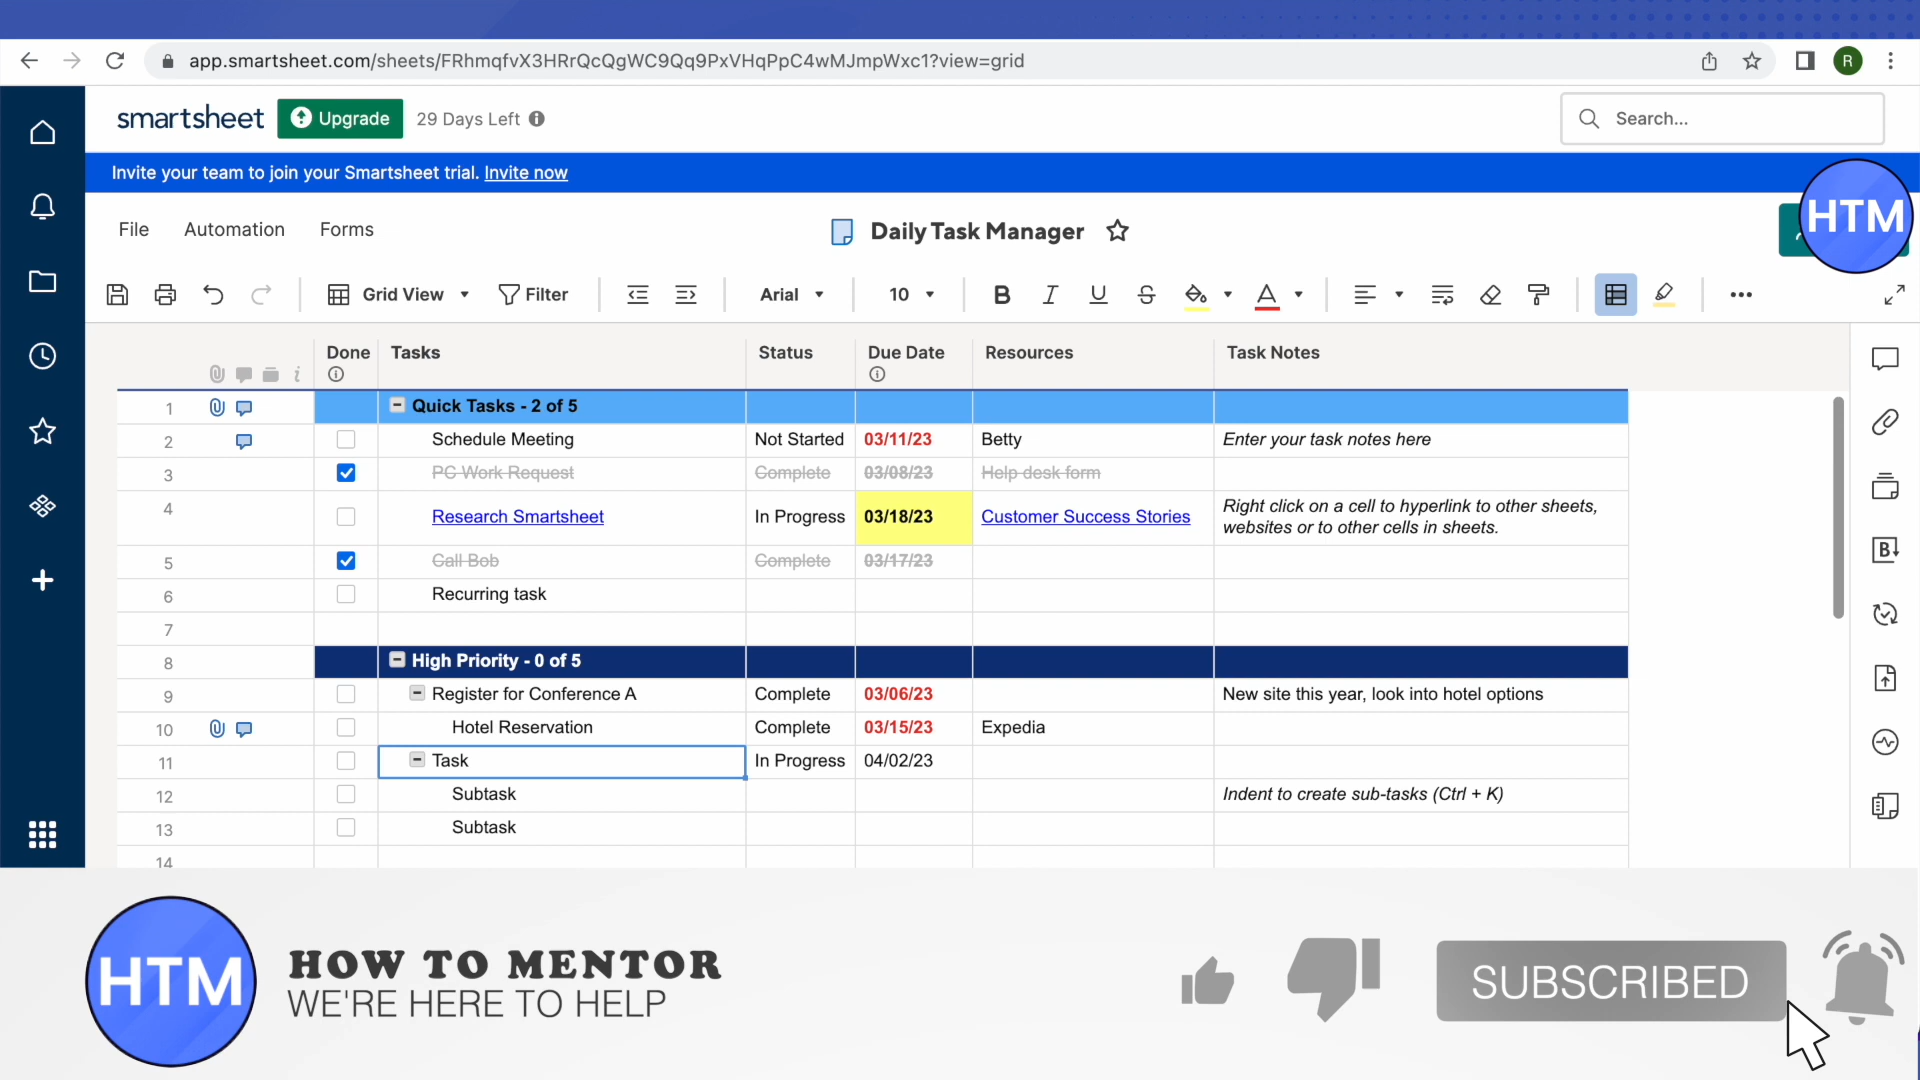 app.smartsheet.com/sheets/FRhmqfvX3HRrQcQgWC9Qq9PxVHqPpC4wMJmpWxc1?view=grid
R
smartsheet
Upgrade
29 Days Left
Search...
Invite your team to join your Smartsheet trial. Invite now
HTM
File Automation Forms
Daily Task Manager
Grid View Filter Arial 10 B I U S A
Done Tasks Status Due Date Resources Task Notes
1 Quick Tasks - 2 of 5
2 Schedule Meeting Not Started 03/11/23 Betty Enter your task notes here
3 PC Work Request Complete 03/08/23 Help desk form
4 Research Smartsheet In Progress 03/18/23 Customer Success Stories Right click on a cell to hyperlink to other sheets,
websites or to other cells in sheets.
5 Call Bob Complete 03/17/23
6 Recurring task
7
8 High Priority - 0 of 5
9 Register for Conference A Complete 03/06/23 New site this year, look into hotel options
10 Hotel Reservation Complete 03/15/23 Expedia
11 Task In Progress 04/02/23
12 Subtask Indent to create sub-tasks (Ctrl + K)
13 Subtask
14
HTM
HOW TO MENTOR
WE'RE HERE TO HELP
SUBSCRIBED